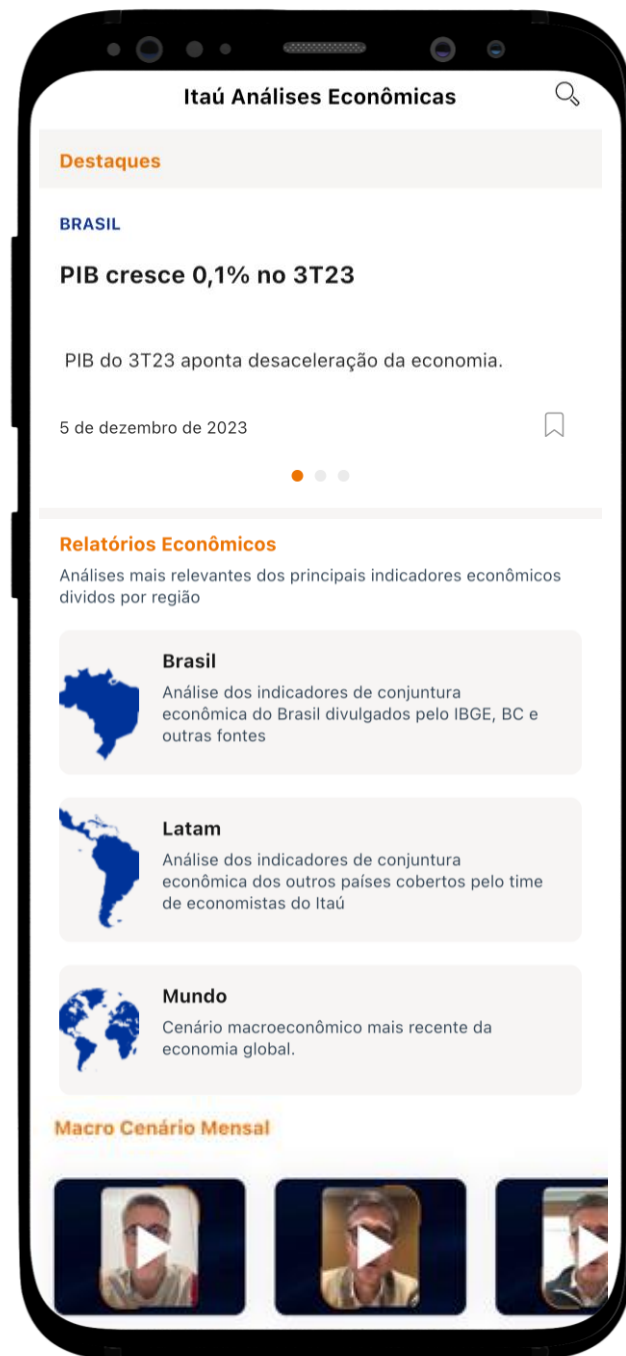 Itaú Análises Econômicas
Destaques
BRASIL
PIB cresce 0,1% no 3T23
PIB do 3T23 aponta desaceleração da economia.
5 de dezembro de 2023
Relatórios Econômicos
Análises mais relevantes dos principais indicadores econômicos
dividos por região
Brasil
Análise dos indicadores de conjuntura
econômica do Brasil divulgados pelo IBGE, BC e
outras fontes
Latam
Análise dos indicadores de conjuntura
econômica dos outros países cobertos pelo time
de economistas do Itaú
Mundo
Cenário macroeconômico mais recente da
economia global.
Macro Cenário Mensal